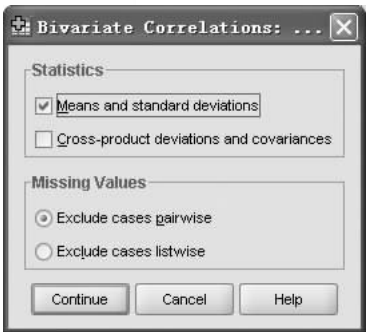 Bivariate Correlations: ...
Statistics
Means and standard deviations
Cross-product deviations and covariances
Missing Values
Exclude cases pairwise
Exclude cases listwise
Continue Cancel Help